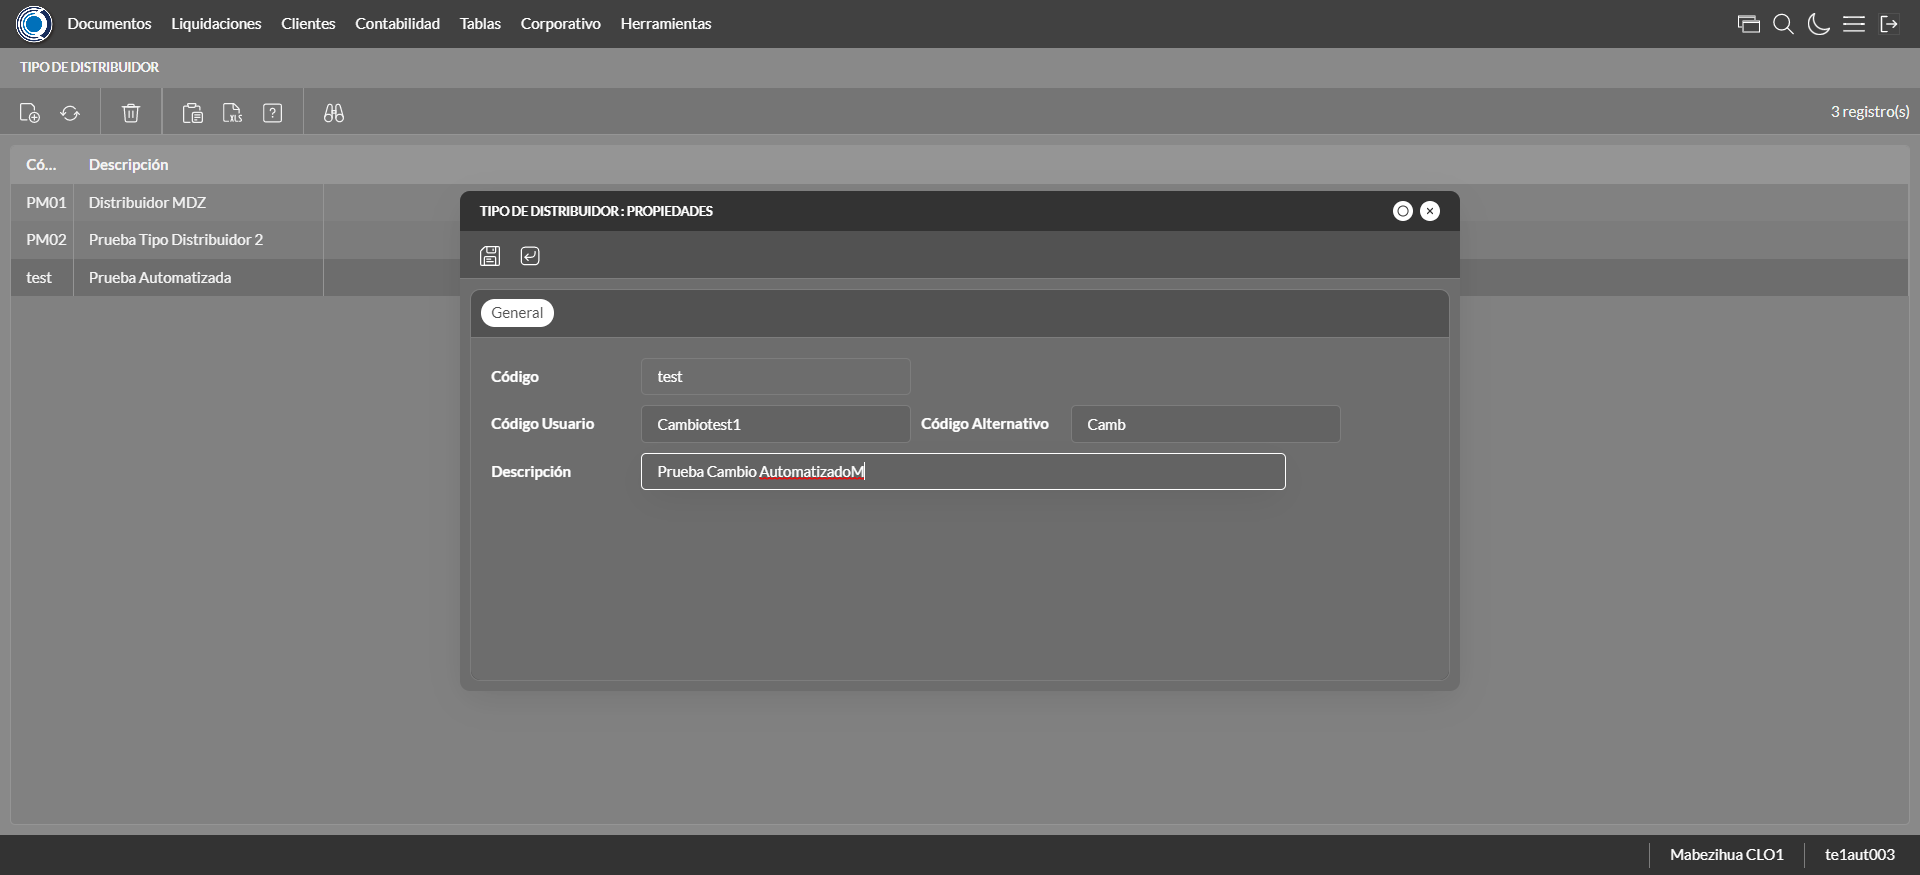 Documentos Liquidaciones Clientes Contabilidad Tablas Corporativo Herramientas
TIPO DE DISTRIBUIDOR
XLS ? 3 registro(s)
Có... Descripción
PM01 Distribuidor MDZ
PM02 Prueba Tipo Distribuidor 2
test Prueba Automatizada
TIPO DE DISTRIBUIDOR : PROPIEDADES
General
Código test
Código Usuario Cambiotest1 Código Alternativo Camb
Descripción Prueba Cambio AutomatizadoM
Mabezihua CLO1 te1aut003